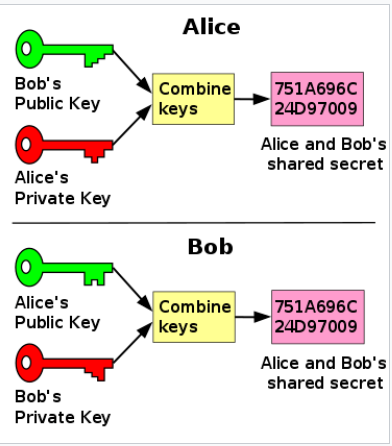 Alice
Bob's
Public Key
Combine
keys
751A696C
24D97009
Alice's
Private Key
Alice and Bob's
shared secret
Bob
Alice's
Public Key
Combine
keys
751A696C
24D97009
Bob's
Private Key
Alice and Bob's
shared secret